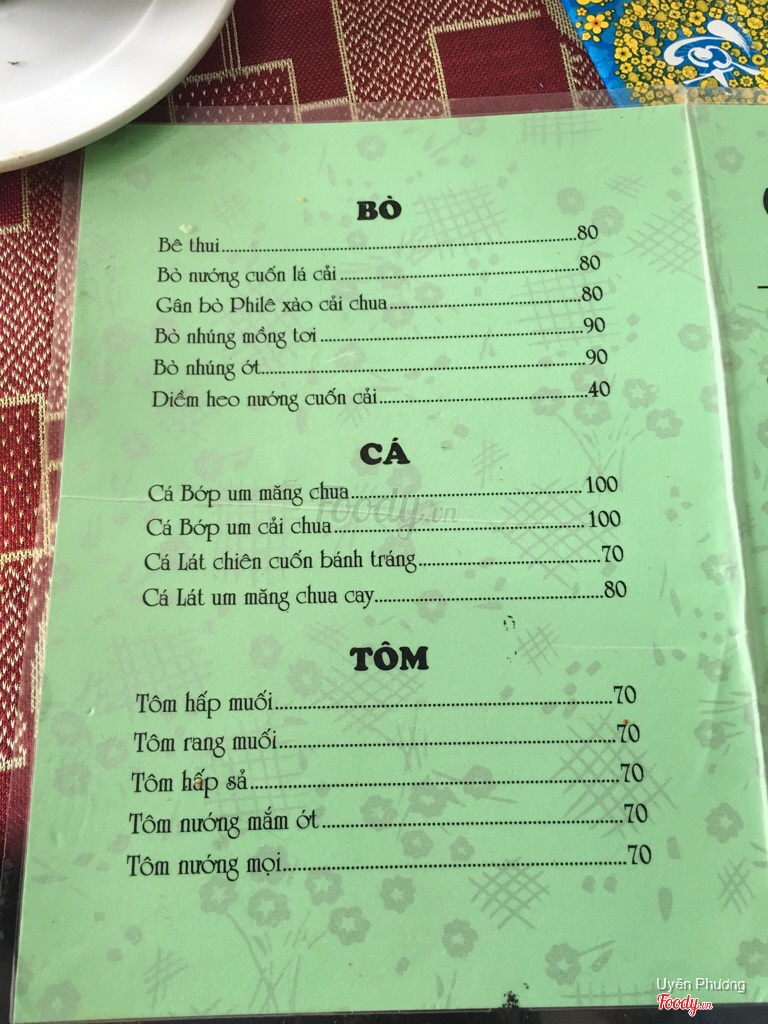 BÒ
Bê thui..........80
Bò nướng cuốn lá cải..........80
Gân bò Philê xào cải chua..........80
Bò nhúng mồng tơi..........90
Bò nhúng ớt..........90
Diềm heo nướng cuốn cải..........40
CÁ
Cá Bớp um măng chua..........100
Cá Bớp um cải chua..........100
Cá Lát chiên cuốn bánh tráng..........70
Cá Lát um măng chua cay..........80
TÔM
Tôm hấp muối..........70
Tôm rang muối..........70
Tôm hấp sả..........70
Tôm nướng mắm ớt..........70
Tôm nướng mọi..........70
Foody.vn
Uyên Phương
Foody.vn